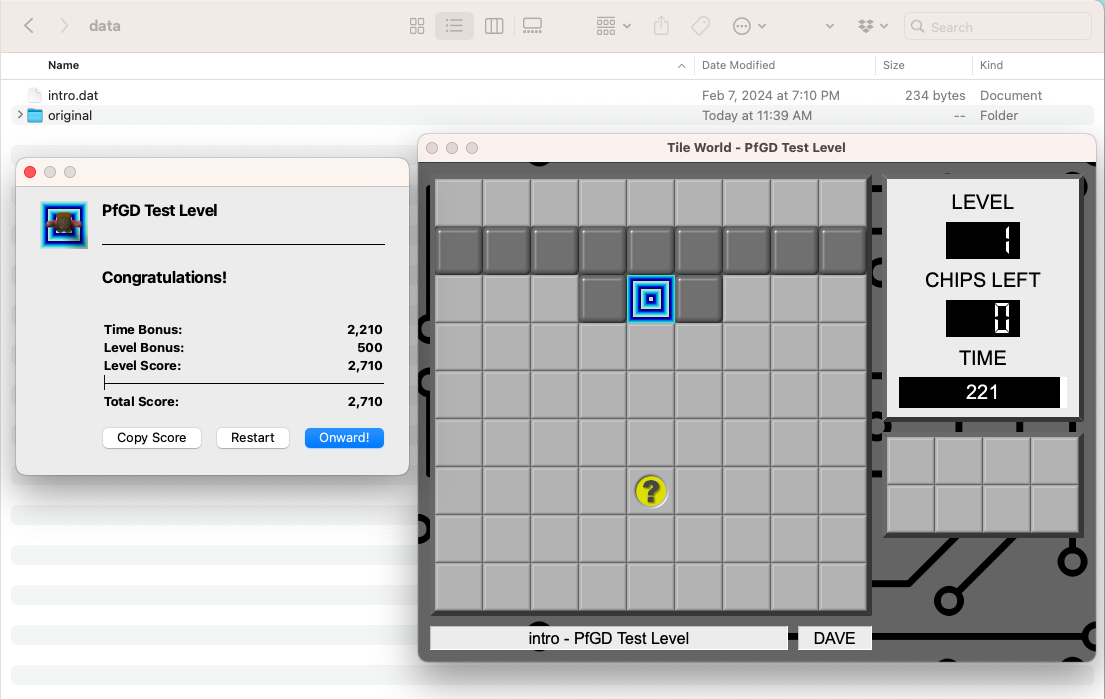 data
Search
Name Date Modified Size Kind
intro.dat Feb 7, 2024 at 7:10 PM 234 bytes Document
original Today at 11:39 AM -- Folder
Tile World - PfGD Test Level
PfGD Test Level
Congratulations!
Time Bonus: 2,210
Level Bonus: 500
Level Score: 2,710
Total Score: 2,710
Copy Score Restart Onward!
LEVEL
1
CHIPS LEFT
0
TIME
221
?
intro - PfGD Test Level DAVE